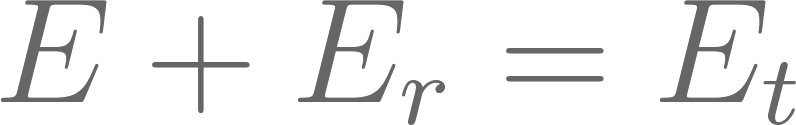 E + E_r = E_t